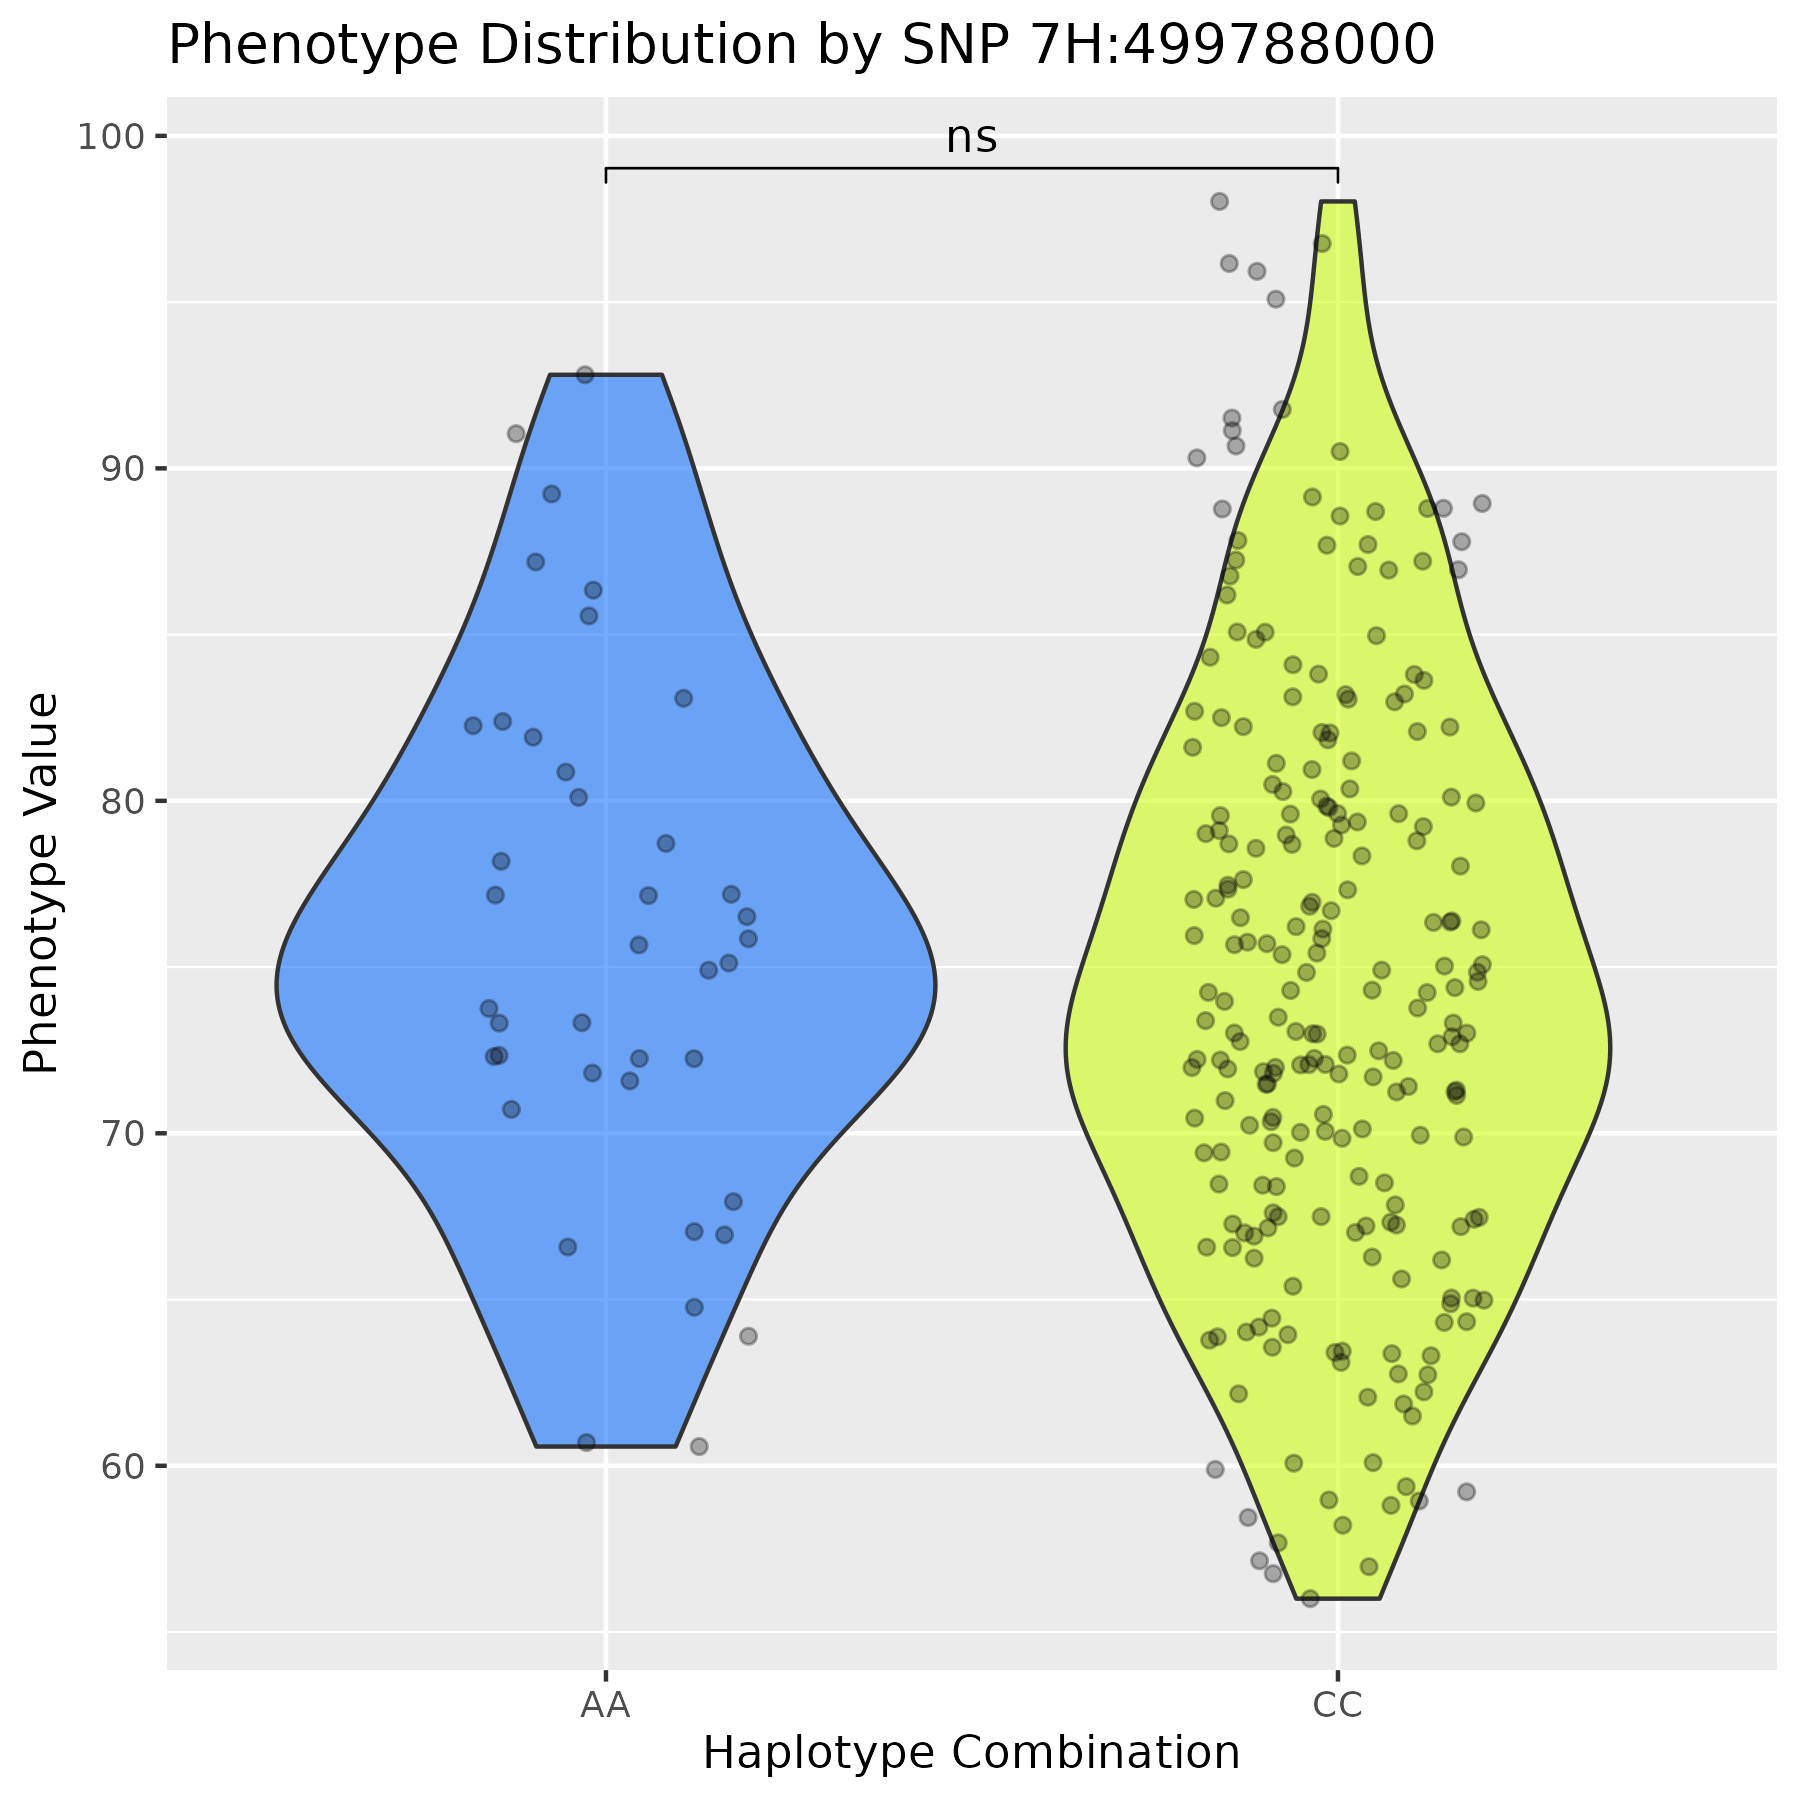 Phenotype Distribution by SNP 7H:499788000
ns
100
90
80
70
60
Phenotype Value
AA
CC
Haplotype Combination